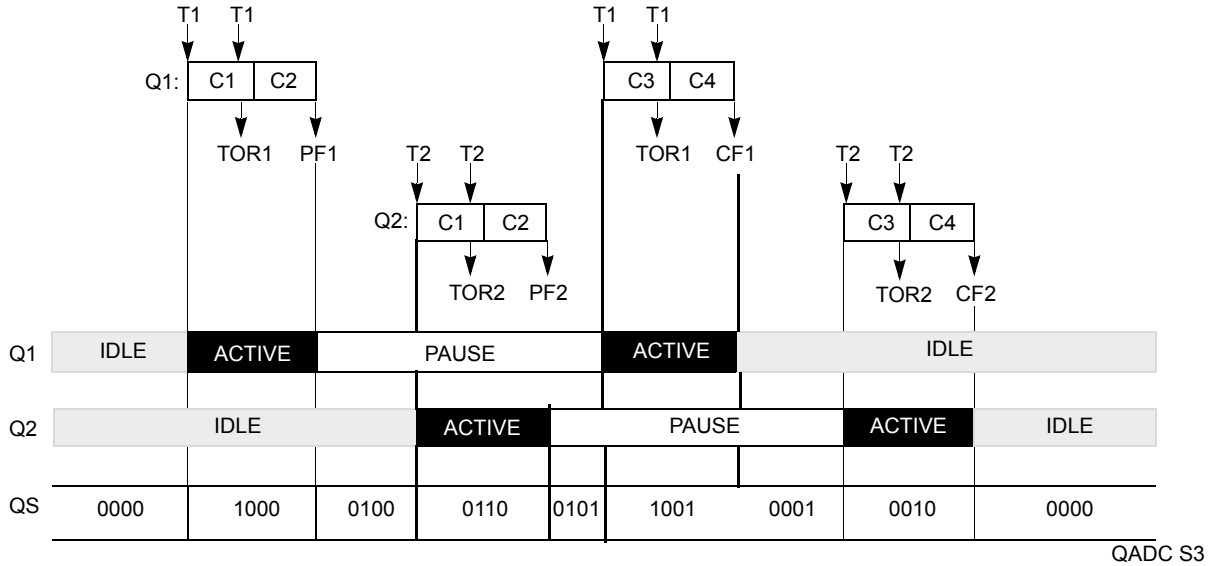 T1 T1 T1 T1
Q1: C1 C2 C3 C4
TOR1 PF1 T2 T2 TOR1 CF1 T2 T2
Q2: C1 C2 C3 C4
TOR2 PF2 TOR2 CF2
Q1 IDLE ACTIVE PAUSE ACTIVE IDLE
Q2 IDLE ACTIVE PAUSE ACTIVE IDLE
QS 0000 1000 0100 0110 0101 1001 0001 0010 0000
QADC S3